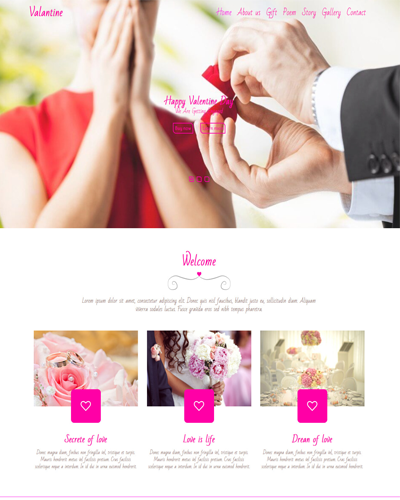 Valantine
Home About us Gift Poem Story Gallery Contact
Happy Valentine Day
We Are Getting
Welcome
Lorem ipsum dolor sit amet, consectetur adipiscing elit. Donec quis nisl faucibus, blandit justo eu, sollicitudin diam. Aliquam
viverra sodales luctus. Fusce gravida orci sed nibh tempus pharetra.
Secrete of love
Donec magna diam, finibus non fringilla id, tristique in turpis.
Mauris hendrerit metus vel facilisis pretium. Cras facilisis
scelerisque neque a interdum. In id dui in urna euismod hendrerit.
Love is life
Donec magna diam, finibus non fringilla id, tristique in turpis.
Mauris hendrerit metus vel facilisis pretium. Cras facilisis
scelerisque neque a interdum. In id dui in urna euismod hendrerit.
Dream of love
Donec magna diam, finibus non fringilla id, tristique in turpis.
Mauris hendrerit metus vel facilisis pretium. Cras facilisis
scelerisque neque a interdum. In id dui in urna euismod hendrerit.